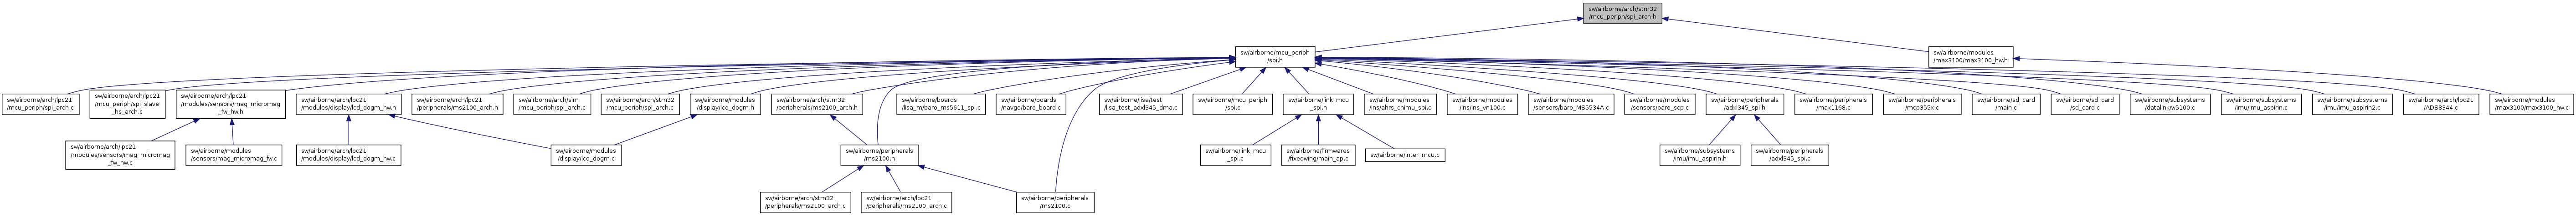 sw/airborne/arch/stm32
/mcu_periph/spi_arch.h
sw/airborne/mcu_periph
/spi.h
sw/airborne/modules
/max3100/max3100_hw.h
sw/airborne/arch/lpc21
/mcu_periph/spi_arch.c
sw/airborne/arch/lpc21
/mcu_periph/spi_slave
_hs_arch.c
sw/airborne/arch/lpc21
/modules/sensors/mag_micromag
_fw_hw.h
sw/airborne/arch/lpc21
/modules/display/lcd_dogm_hw.h
sw/airborne/arch/lpc21
/peripherals/ms2100_arch.h
sw/airborne/arch/sim
/mcu_periph/spi_arch.c
sw/airborne/arch/stm32
/mcu_periph/spi_arch.c
sw/airborne/modules
/display/lcd_dogm.h
sw/airborne/arch/stm32
/peripherals/ms2100_arch.h
sw/airborne/boards
/lisa_m/baro_ms5611_spi.c
sw/airborne/boards
/navgo/baro_board.c
sw/airborne/lisa/test
/lisa_test_adxl345_dma.c
sw/airborne/mcu_periph
/spi.c
sw/airborne/link_mcu
_spi.h
sw/airborne/modules
/ins/ahrs_chimu_spi.c
sw/airborne/modules
/ins/ins_vn100.c
sw/airborne/modules
/sensors/baro_MS5534A.c
sw/airborne/modules
/sensors/baro_scp.c
sw/airborne/peripherals
/adxl345_spi.h
sw/airborne/peripherals
/max1168.c
sw/airborne/peripherals
/mcp355x.c
sw/airborne/sd_card
/main.c
sw/airborne/sd_card
/sd_card.c
sw/airborne/subsystems
/datalink/w5100.c
sw/airborne/subsystems
/imu/imu_aspirin.c
sw/airborne/subsystems
/imu/imu_aspirin2.c
sw/airborne/arch/lpc21
/ADS8344.c
sw/airborne/modules
/max3100/max3100_hw.c
sw/airborne/arch/lpc21
/modules/sensors/mag_micromag
_fw_hw.c
sw/airborne/modules
/sensors/mag_micromag_fw.c
sw/airborne/arch/lpc21
/modules/display/lcd_dogm_hw.c
sw/airborne/modules
/display/lcd_dogm.c
sw/airborne/peripherals
/ms2100.h
sw/airborne/link_mcu
_spi.c
sw/airborne/firmwares
/fixedwing/main_ap.c
sw/airborne/inter_mcu.c
sw/airborne/subsystems
/imu/imu_aspirin.h
sw/airborne/peripherals
/adxl345_spi.c
sw/airborne/arch/stm32
/peripherals/ms2100_arch.c
sw/airborne/arch/lpc21
/peripherals/ms2100_arch.c
sw/airborne/peripherals
/ms2100.c